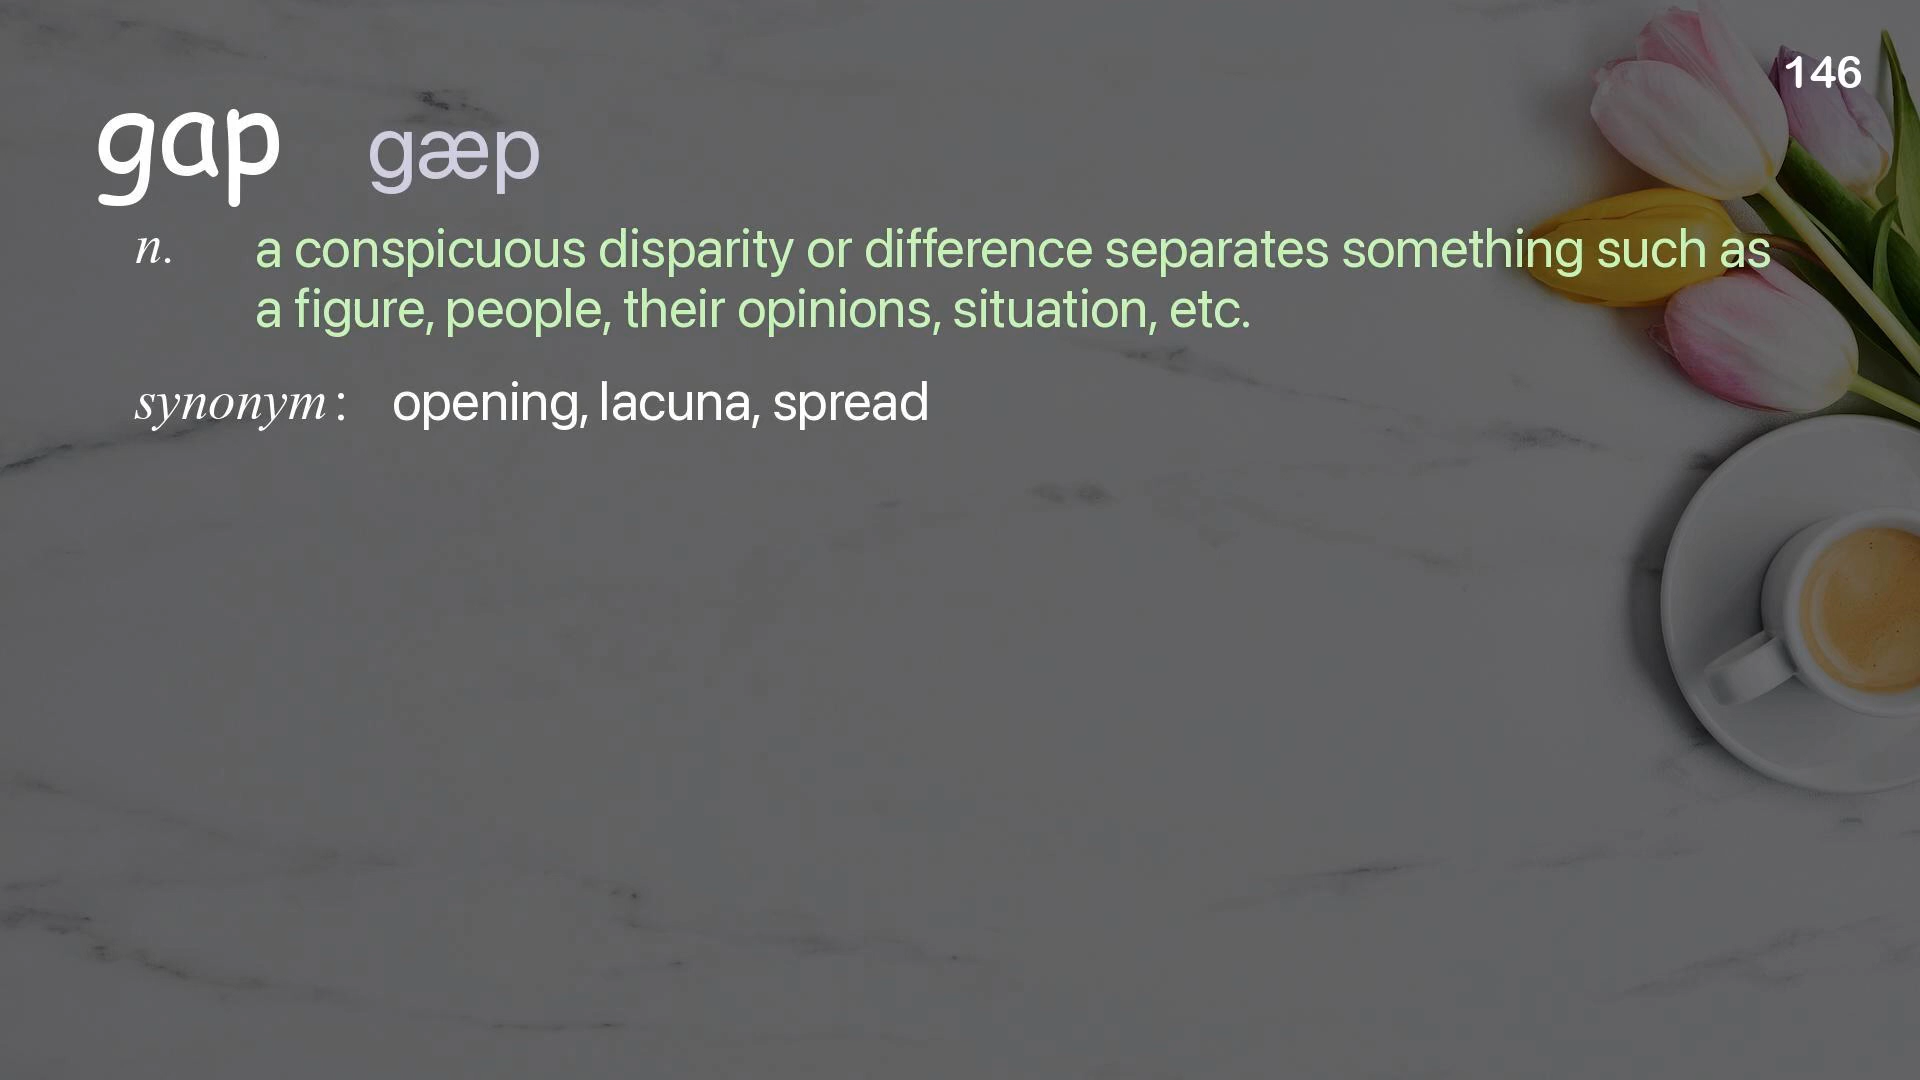 146
gap gæp
n. a conspicuous disparity or difference separates something such as
a figure, people, their opinions, situation, etc.
synonym: opening, lacuna, spread